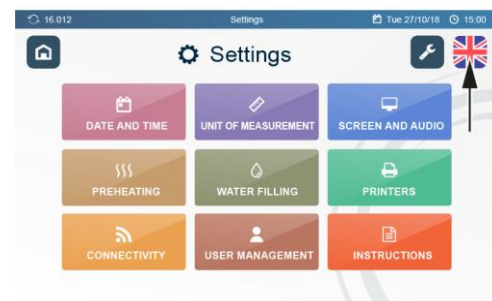 16.012 Settings Tue 27/10/18 15:00
Settings
DATE AND TIME UNIT OF MEASUREMENT SCREEN AND AUDIO
PREHEATING WATER FILLING PRINTERS
CONNECTIVITY USER MANAGEMENT INSTRUCTIONS